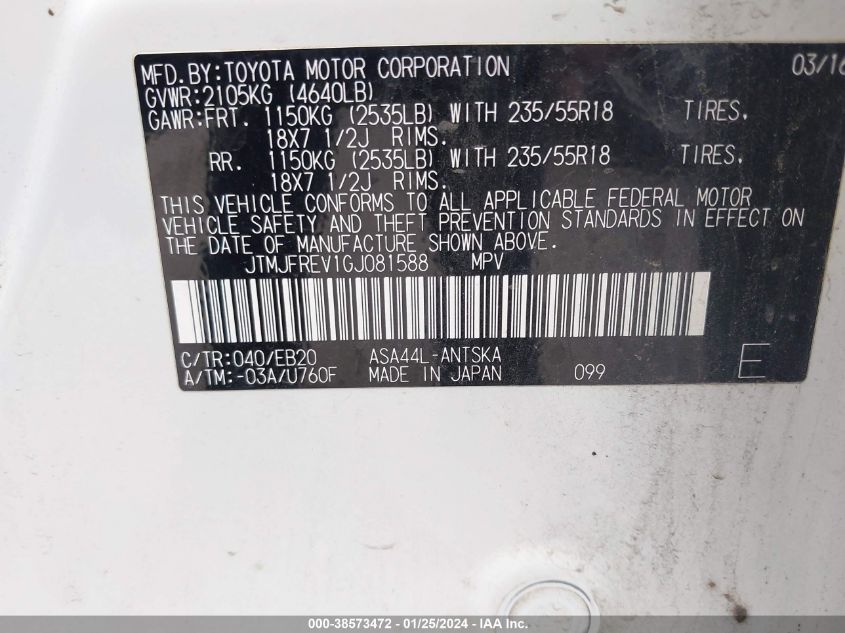 MFD.BY:TOYOTA MOTOR CORPORATION 03/16
GVWR:2105KG (4640LB)
GAWR:FRT. 1150KG (2535LB) WITH 235/55R18 TIRES.
18X7 1/2J RIMS.
RR. 1150KG (2535LB) WITH 235/55R18 TIRES.
18X7 1/2J RIMS.
THIS VEHICLE CONFORMS TO ALL APPLICABLE FEDERAL MOTOR
VEHICLE SAFETY AND THEFT PREVENTION STANDARDS IN EFFECT ON
THE DATE OF MANUFACTURE SHOWN ABOVE.
JTMJFREV1GJ081588 MPV
C/TR:040/EB20 ASA44L-ANTSKA
A/TM:-03A/U760F MADE IN JAPAN 099 E
000-38573472 - 01/25/2024 - IAA Inc.